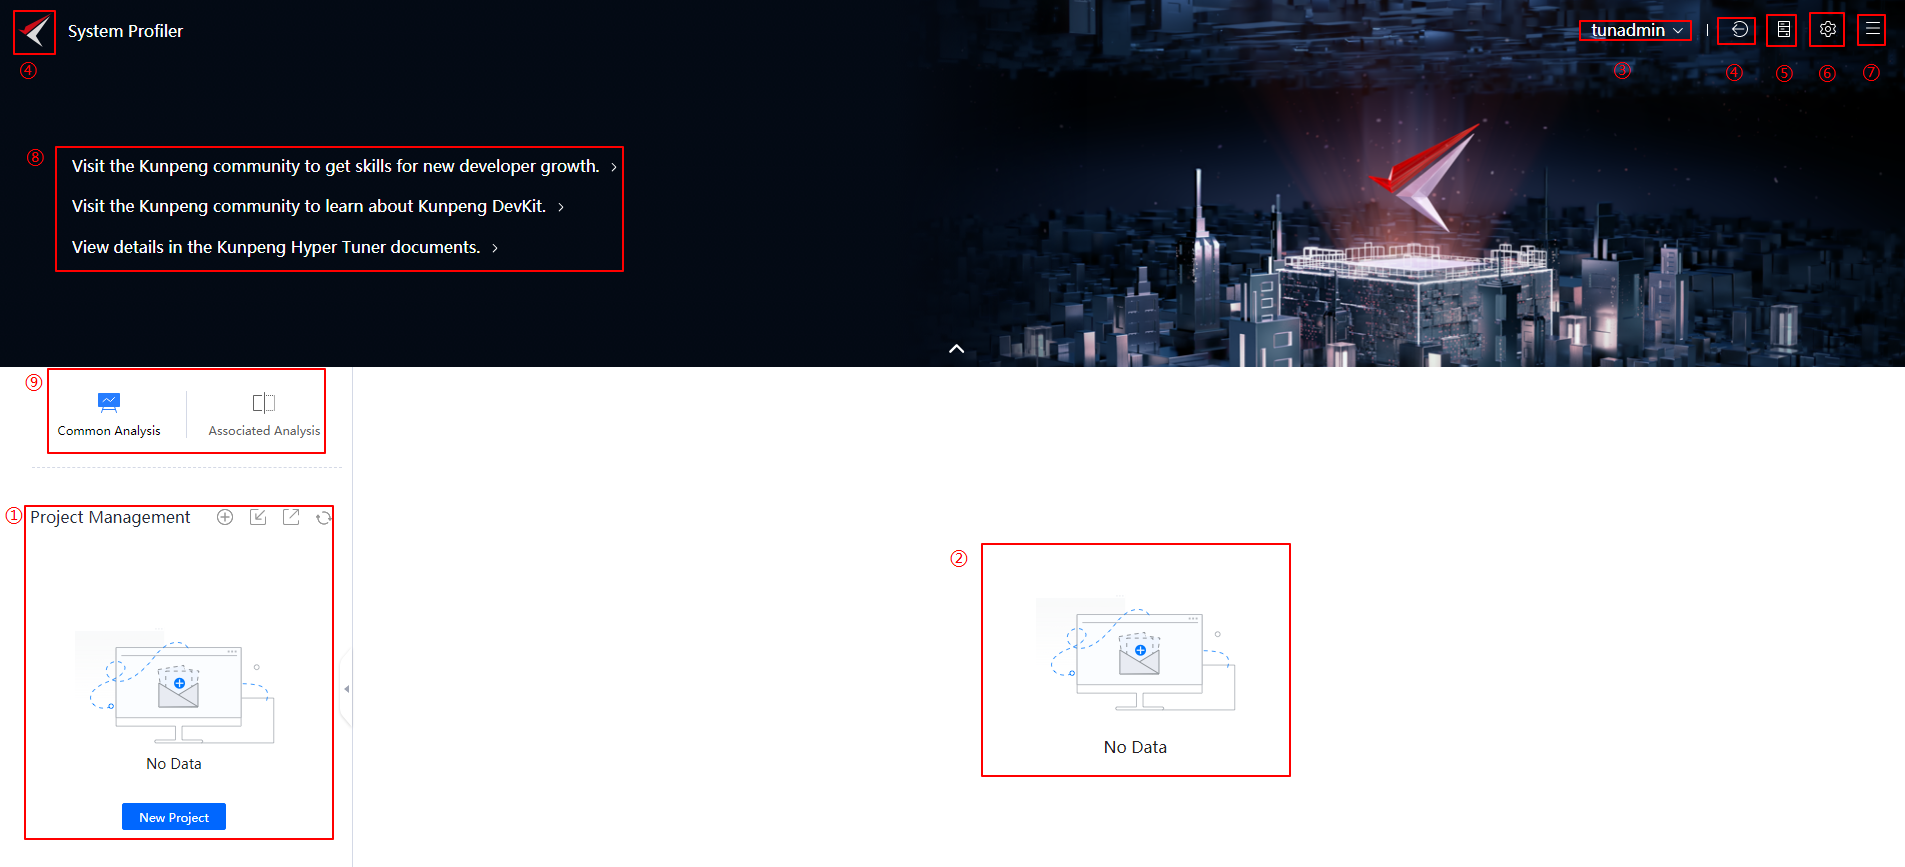 System Profiler
tunadmin
④
③
④
⑤
⑥
⑦
⑧
Visit the Kunpeng community to get skills for new developer growth.
Visit the Kunpeng community to learn about Kunpeng DevKit.
View details in the Kunpeng Hyper Tuner documents.
⑨
Common Analysis
Associated Analysis
①
Project Management
②
No Data
No Data
New Project